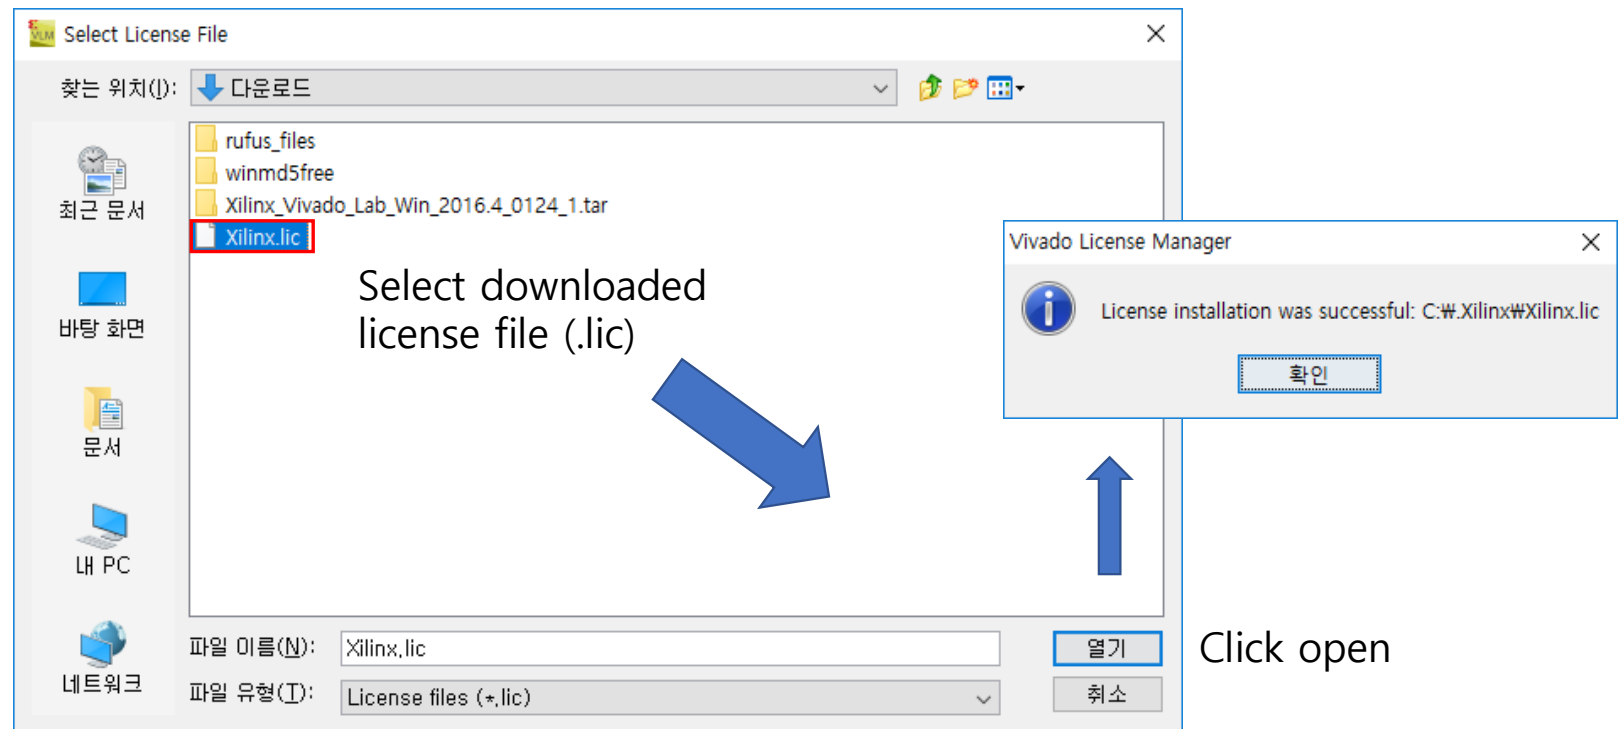 VLM
Select License File
찾는 위치(I):
다운로드
rufus_files
winmd5free
Xilinx_Vivado_Lab_Win_2016.4_0124_1.tar
Xilinx.lic
최근 문서
바탕 화면
문서
내 PC
네트워크
Select downloaded
license file (.lic)
Vivado License Manager
License installation was successful: C:₩.Xilinx₩Xilinx.lic
확인
파일 이름(N):
Xilinx.lic
열기
Click open
파일 유형(T):
License files (*.lic)
취소